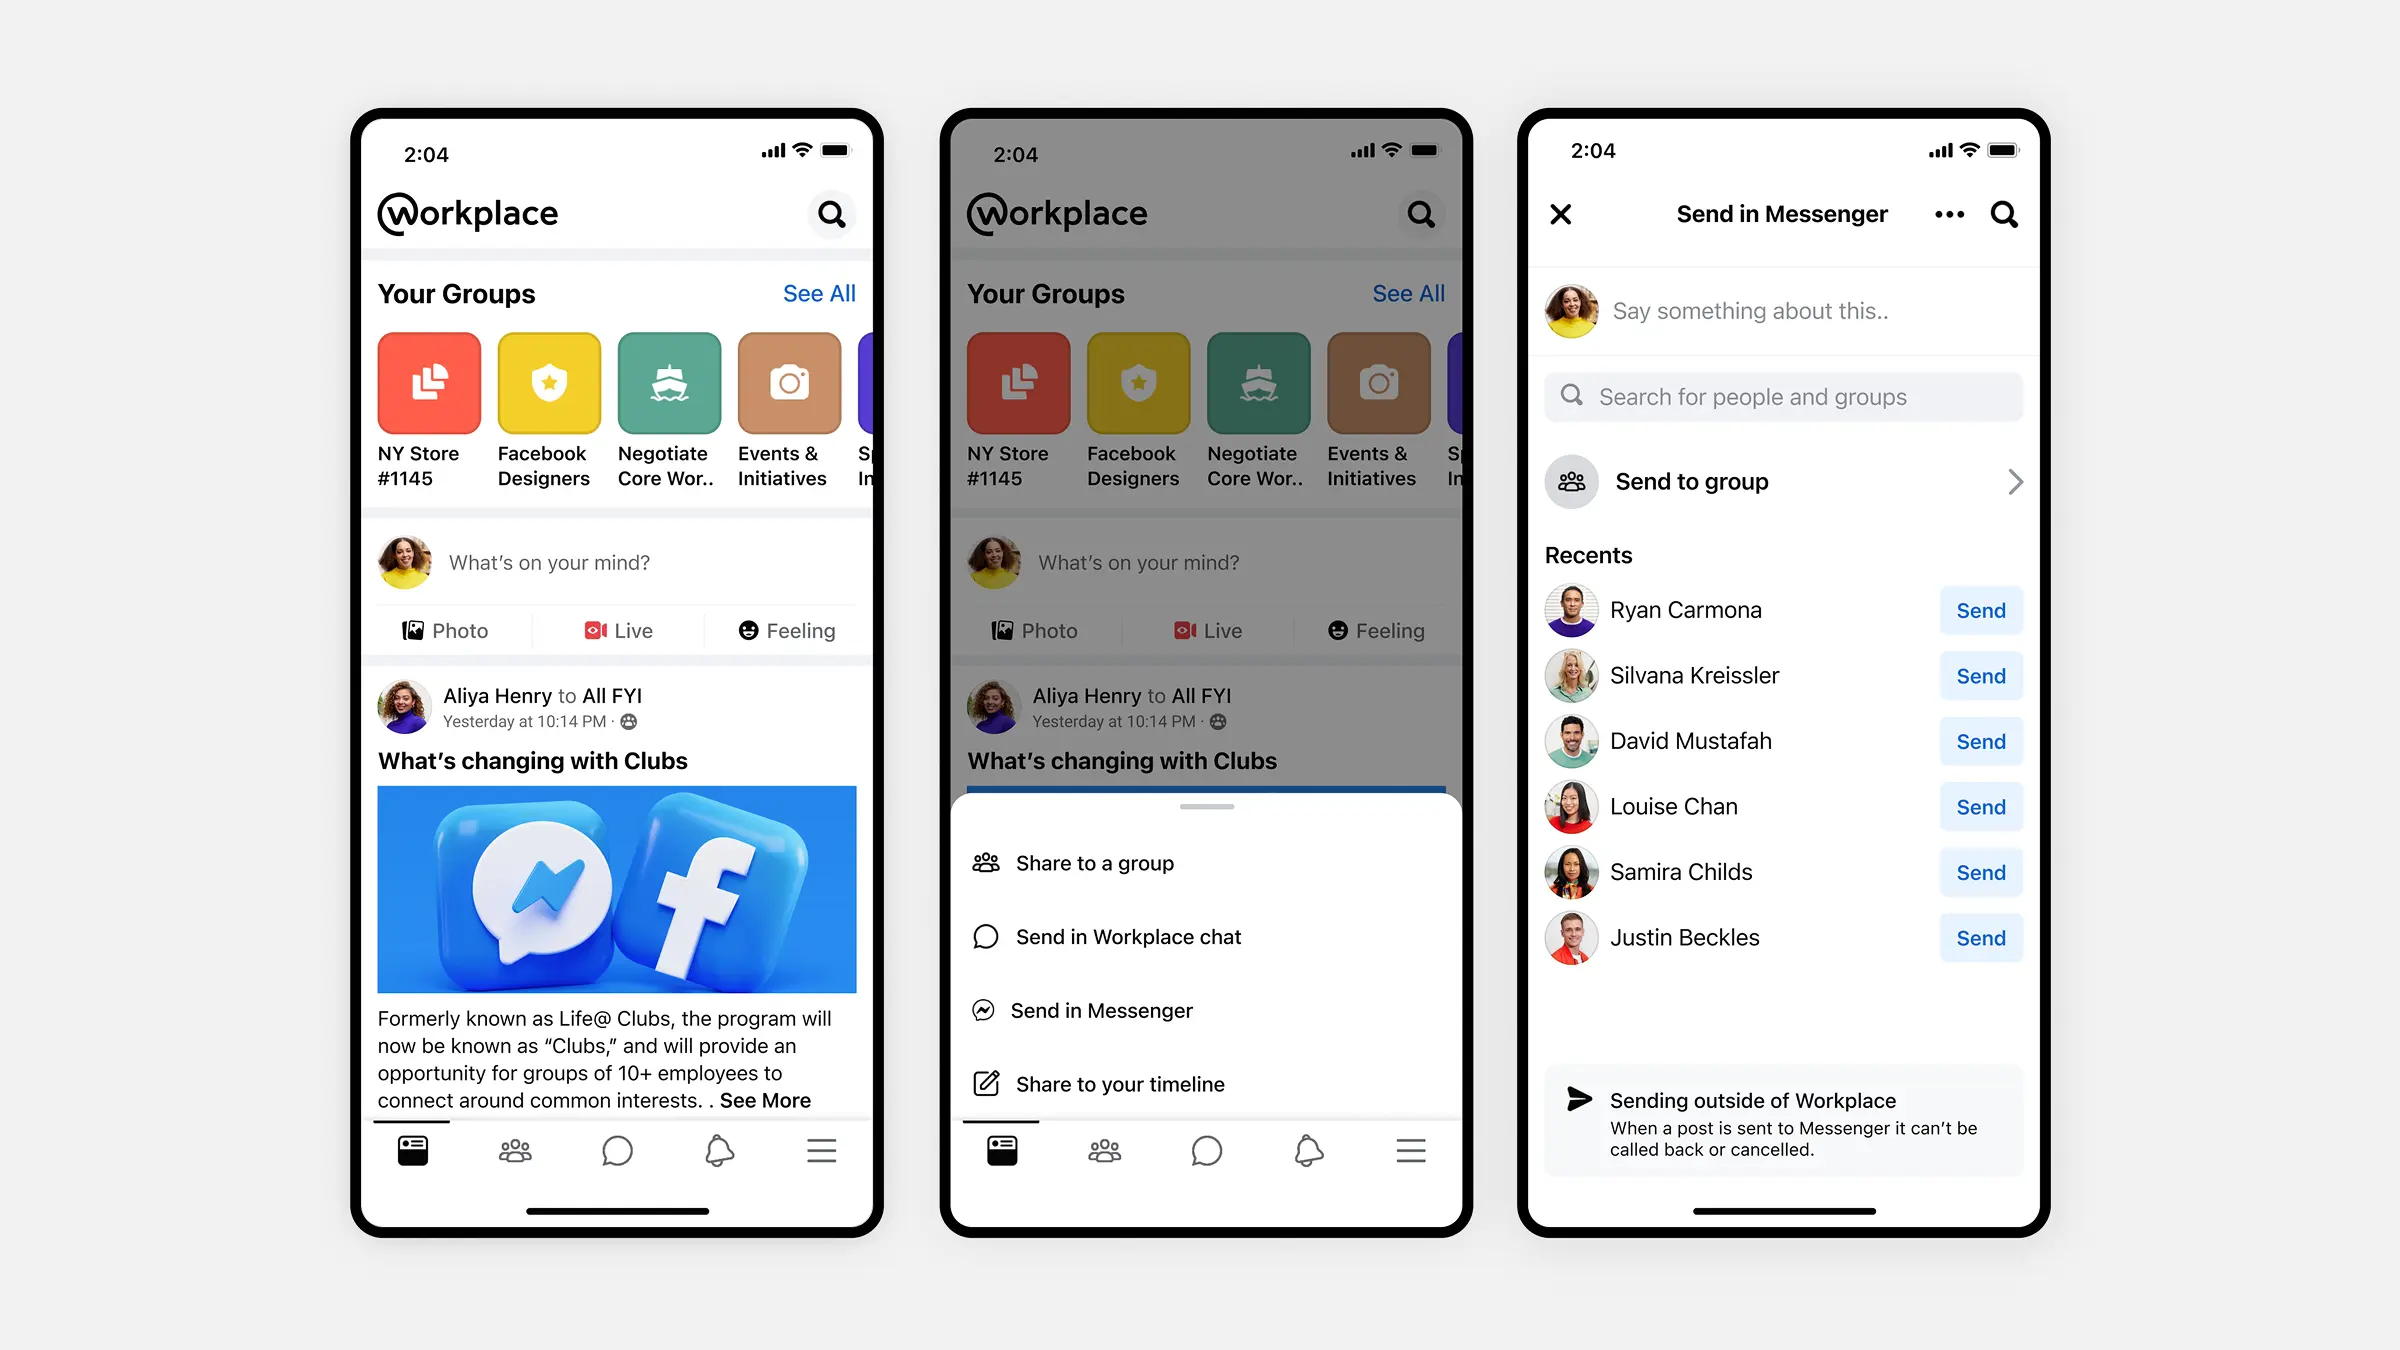 2:04
Workplace
Your Groups
See All
NY Store
#1145
Facebook
Designers
Negotiate
Core Wor..
Events &
Initiatives
What's on your mind?
Photo
Live
Feeling
Aliya Henry to All FYI
Yesterday at 10:14 PM ·
What's changing with Clubs
Formerly known as Life@ Clubs, the program will
now be known as “Clubs,” and will provide an
opportunity for groups of 10+ employees to
connect around common interests. . See More
2:04
Workplace
Your Groups
See All
NY Store
#1145
Facebook
Designers
Negotiate
Core Wor..
Events &
Initiatives
What's on your mind?
Photo
Live
Feeling
Aliya Henry to All FYI
Yesterday at 10:14 PM ·
What's changing with Clubs
Share to a group
Send in Workplace chat
Send in Messenger
Share to your timeline
2:04
Send in Messenger
Say something about this..
Search for people and groups
Send to group
Recents
Ryan Carmona
Send
Silvana Kreissler
Send
David Mustafah
Send
Louise Chan
Send
Samira Childs
Send
Justin Beckles
Send
Sending outside of Workplace
When a post is sent to Messenger it can't be
called back or cancelled.